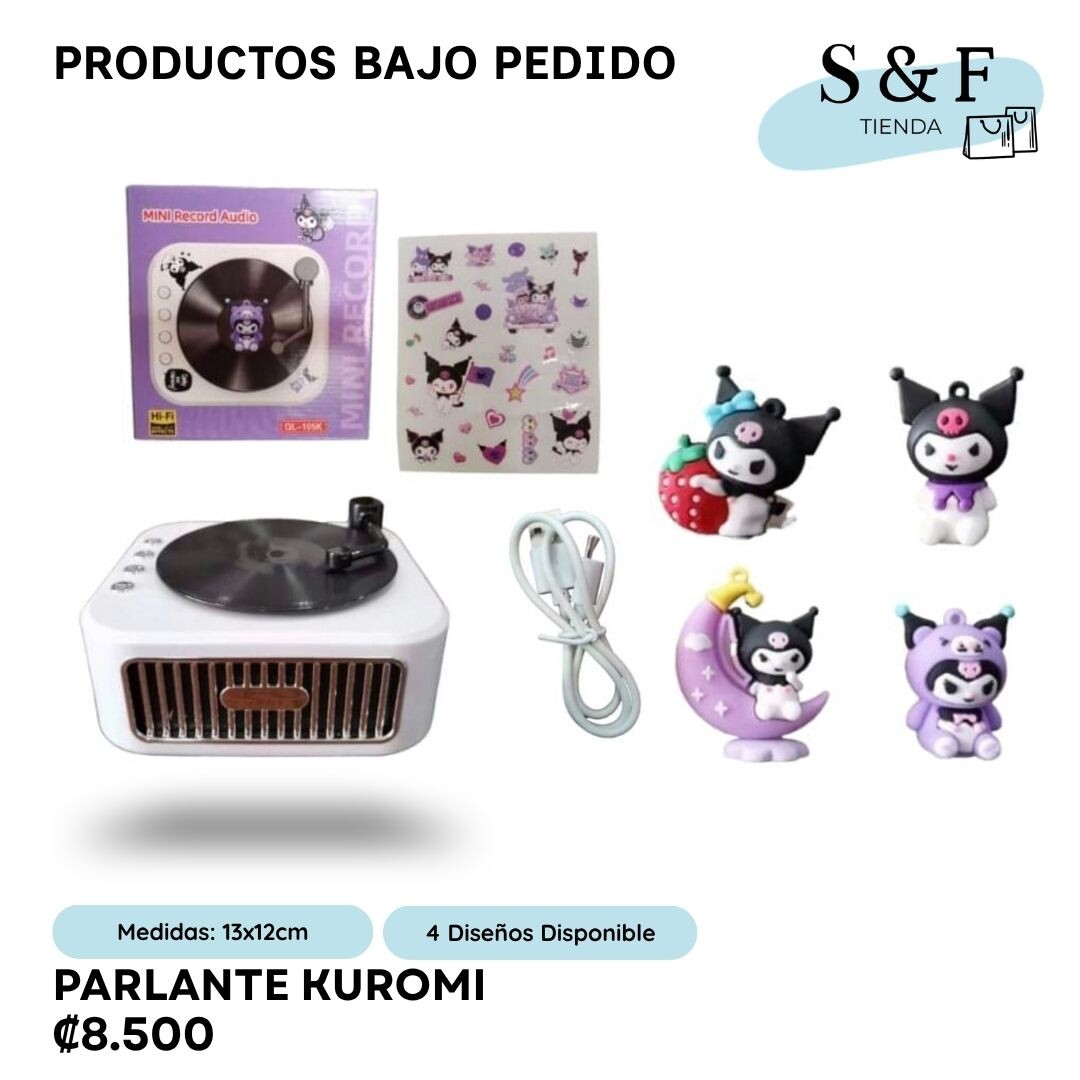 PRODUCTOS BAJO PEDIDO
S & F
TIENDA
MINI Record Audio
MINI RECORD
Hi-Fi
QL-105K
Medidas: 13x12cm
4 Diseños Disponible
PARLANTE KUROMI
₡8.500